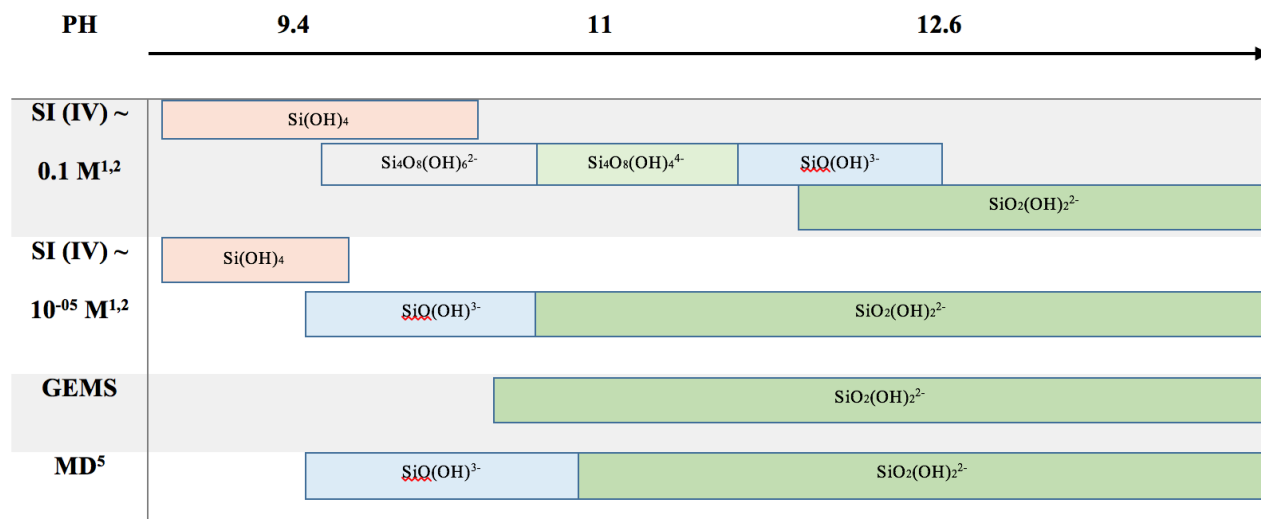 PH 9.4 11 12.6
SI (IV) ~
0.1 M¹,²
Si(OH)₄
Si₄O₈(OH)₆²⁻ Si₄O₈(OH)₄⁴⁻ SiO(OH)³⁻
SiO₂(OH)₂²⁻
SI (IV) ~
10⁻⁰⁵ M¹,²
Si(OH)₄
SiO(OH)³⁻ SiO₂(OH)₂²⁻
GEMS SiO₂(OH)₂²⁻
MD⁵ SiO(OH)³⁻ SiO₂(OH)₂²⁻